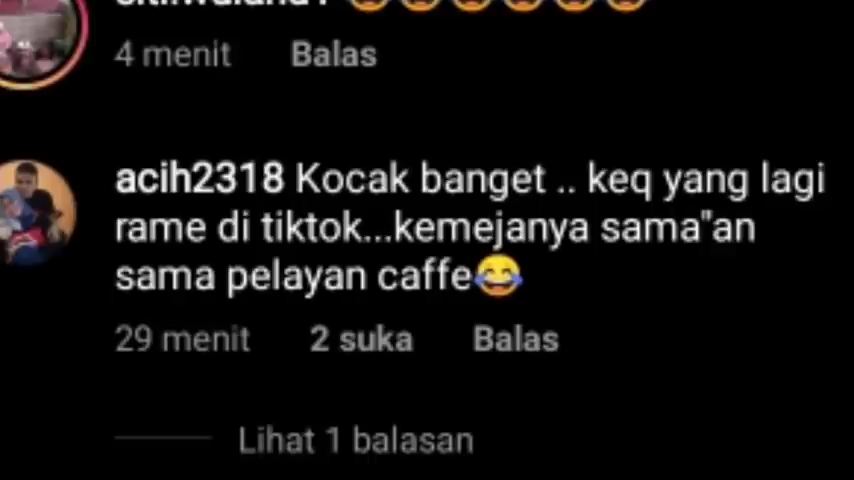 4 menit Balas
acih2318 Kocak banget .. keq yang lagi
rame di tiktok...kemejanya sama"an
sama pelayan caffe😂
29 menit 2 suka Balas
Lihat 1 balasan